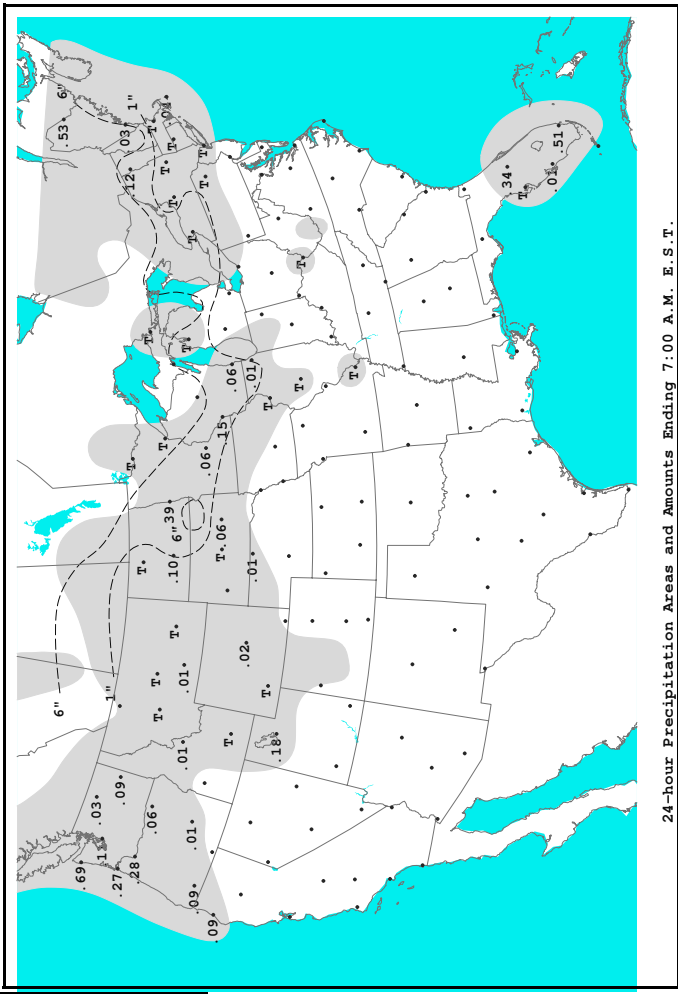 6"
6"
.53
.69
.03
1"
.1
.27
.09
.28
.03
.12
1"
T
T
T
T
.06
T
T
T
T
.39
.10
T
T
T
6"
.01
.01
T
.01
T
.09
T
T
.06
.09
.06
T
.15
T
.06
.02
.01
.01
T
T
.18
T
T
T
.34
T
.01
.51
24-hour Precipitation Areas and Amounts Ending 7:00 A.M. E.S.T.